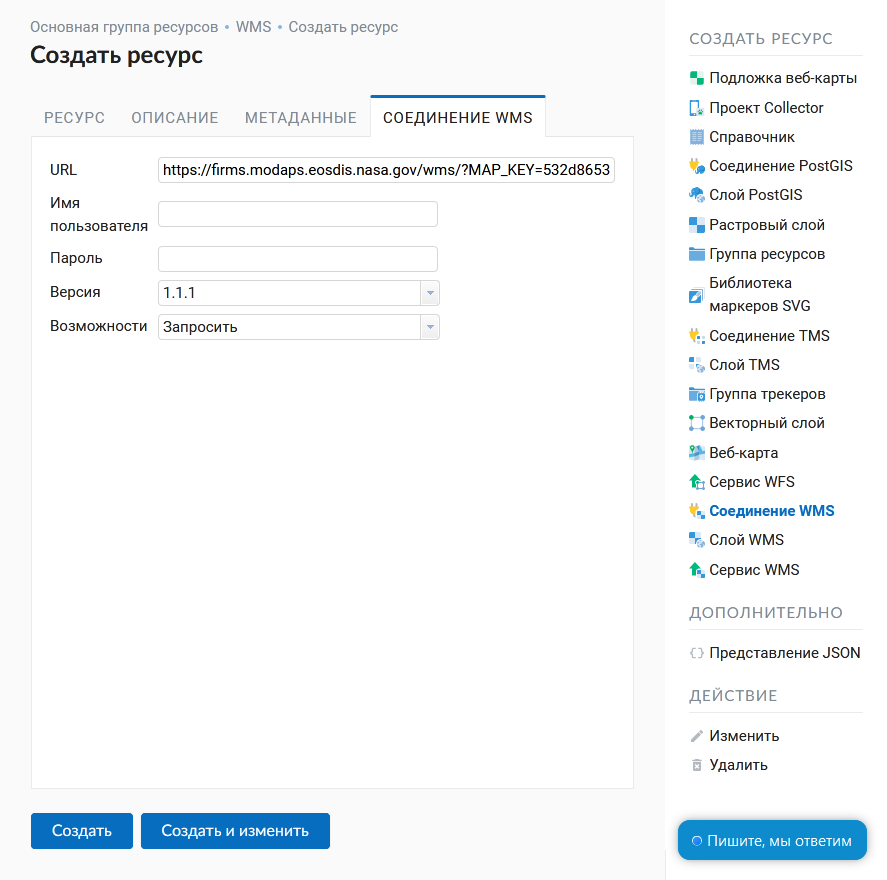 Основная группа ресурсов • WMS • Создать ресурс
Создать ресурс
РЕСУРС ОПИСАНИЕ МЕТАДАННЫЕ СОЕДИНЕНИЕ WMS
URL https://firms.modaps.eosdis.nasa.gov/wms/?MAP_KEY=532d8653
Имя
пользователя
Пароль
Версия 1.1.1
Возможности Запросить
Создать Создать и изменить
СОЗДАТЬ РЕСУРС
Подложка веб-карты
Проект Collector
Справочник
Соединение PostGIS
Слой PostGIS
Растровый слой
Группа ресурсов
Библиотека
маркеров SVG
Соединение TMS
Слой TMS
Группа трекеров
Векторный слой
Веб-карта
Сервис WFS
Соединение WMS
Слой WMS
Сервис WMS
ДОПОЛНИТЕЛЬНО
Представление JSON
ДЕЙСТВИЕ
Изменить
Удалить
Пишите, мы ответим